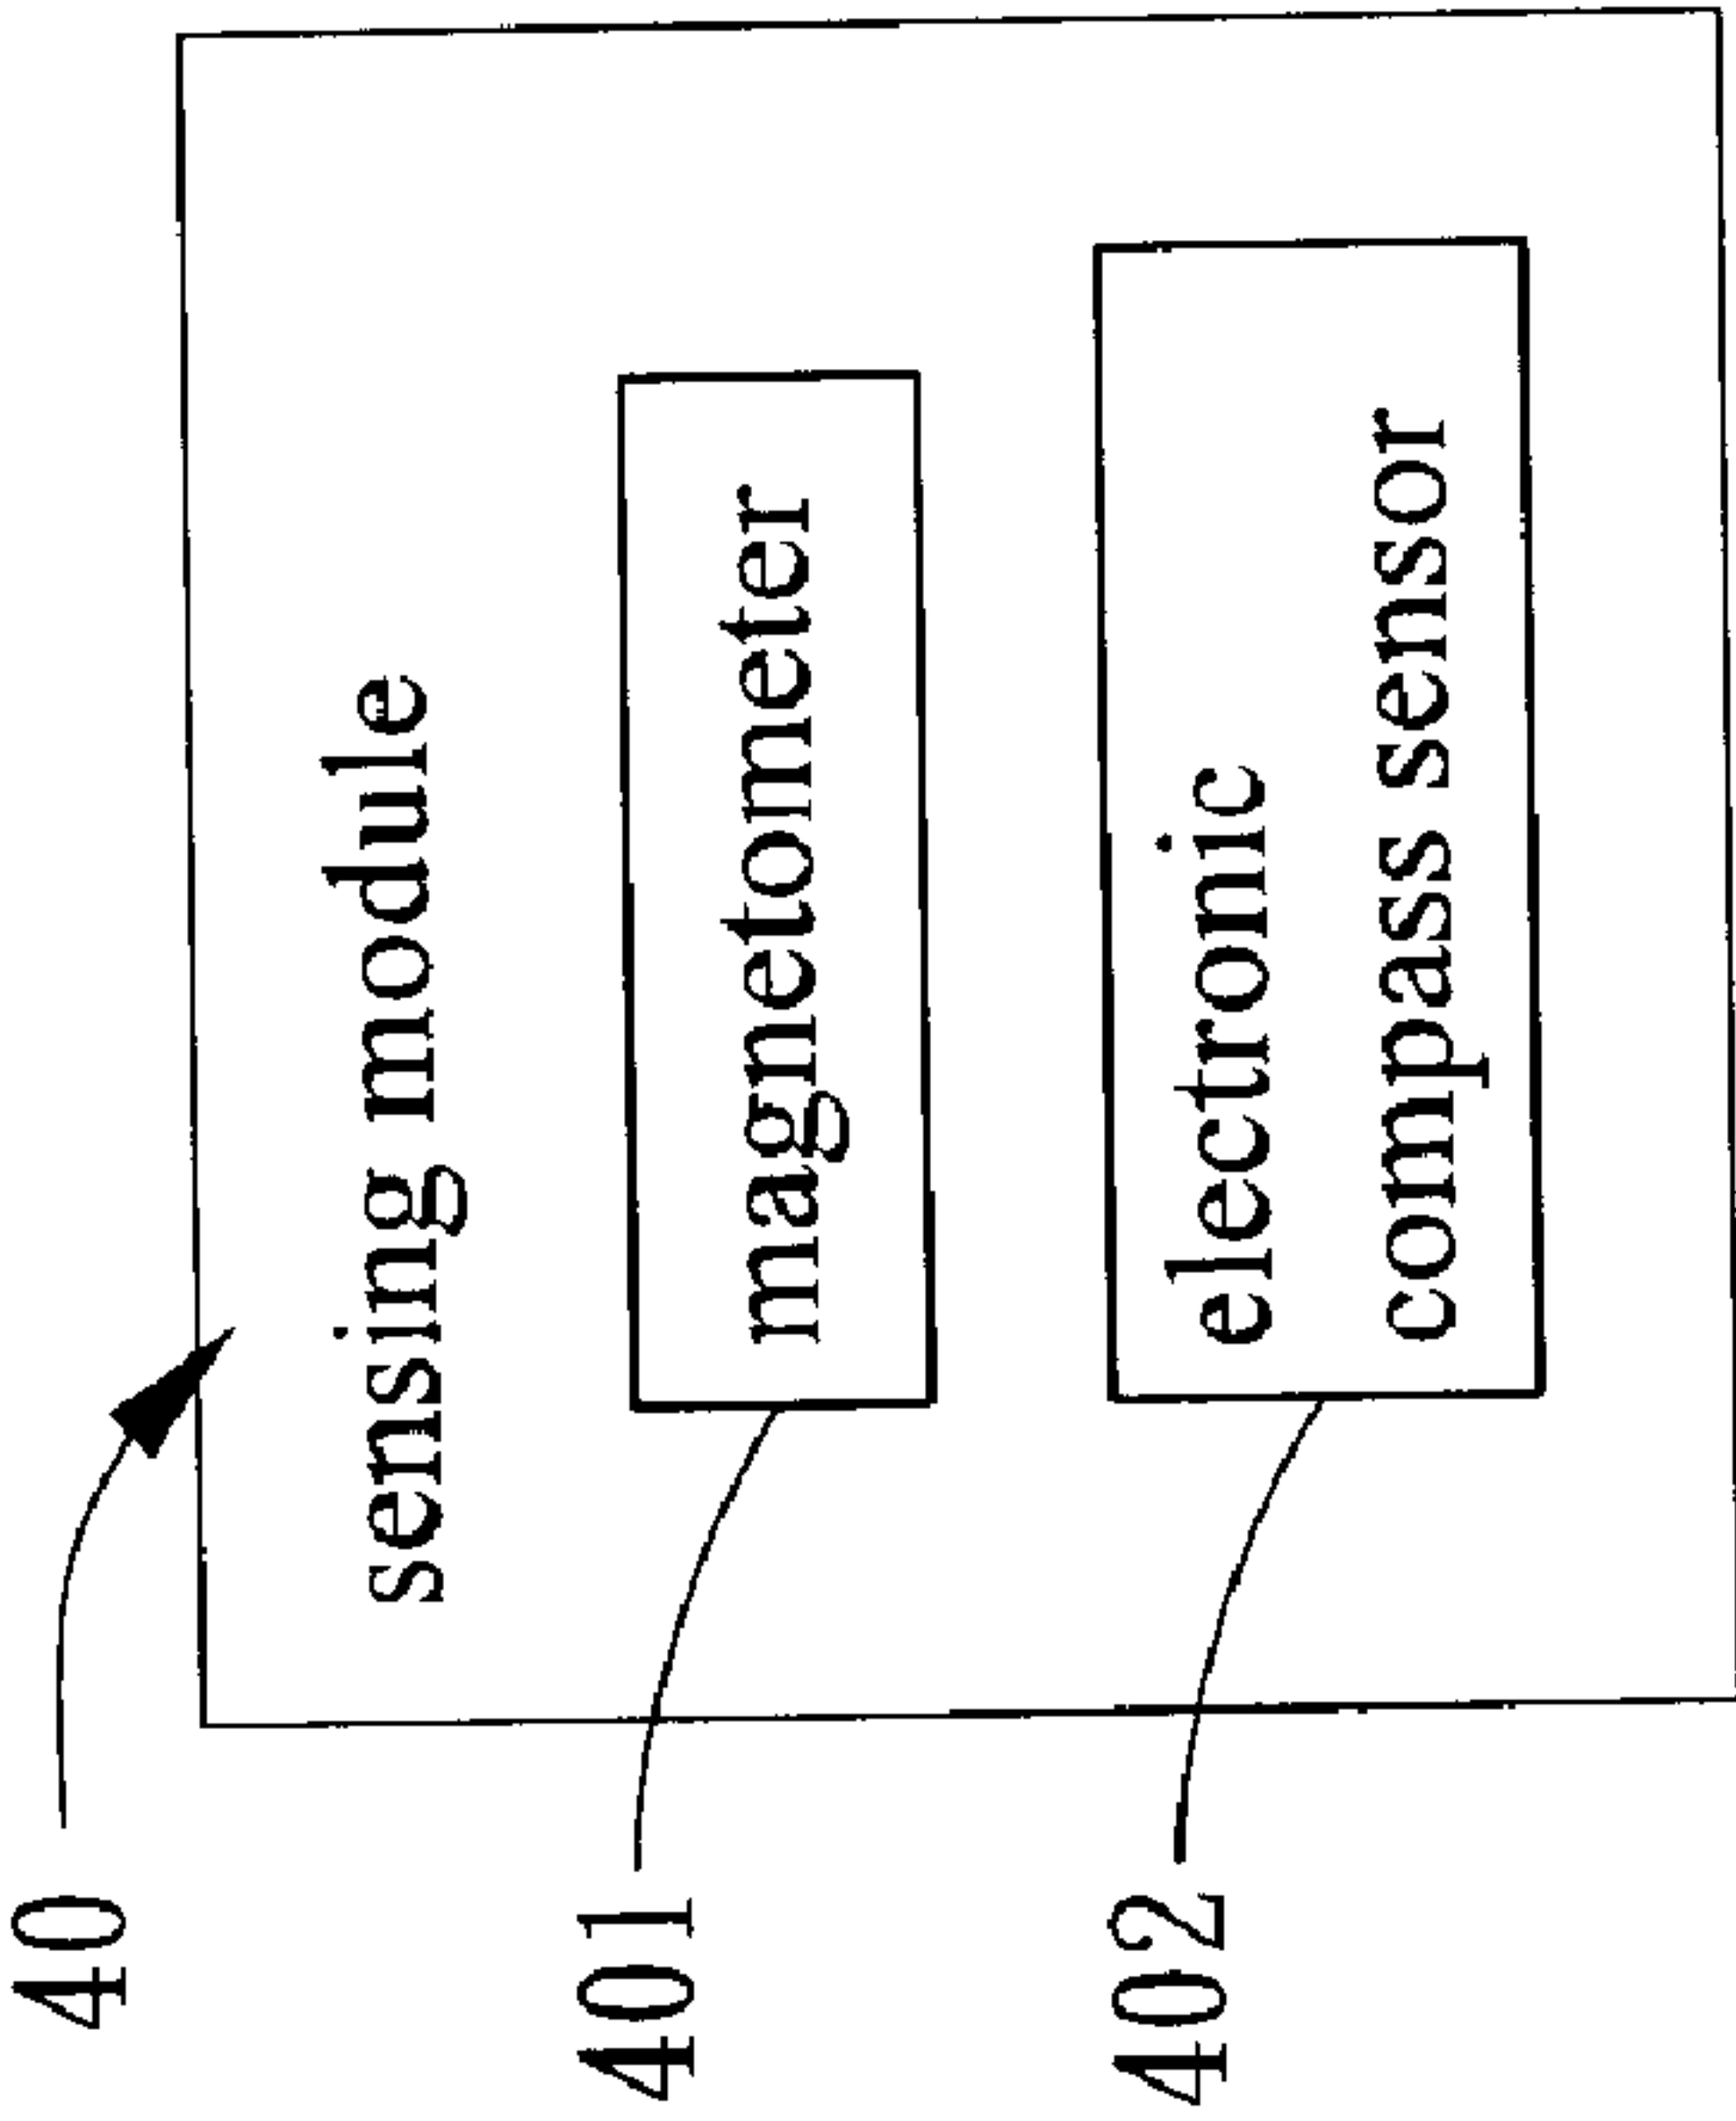 40
sensing module
401
magnetometer
402
electronic
compass sensor